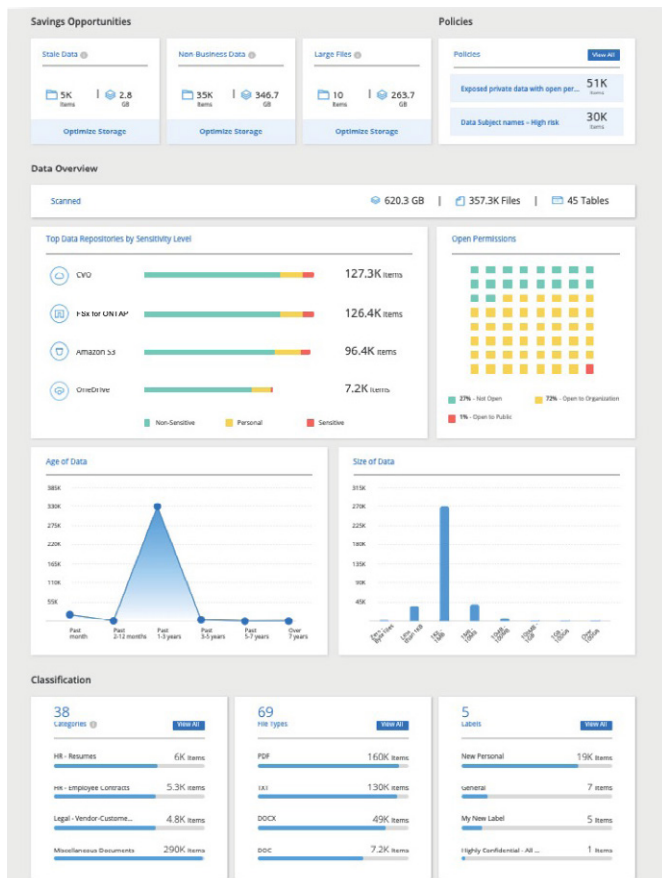 Savings Opportunities
Policies
Stale Data
5K Items | 2.8 GB
Optimize Storage
Non-Business Data
35K Items | 346.7 GB
Optimize Storage
Large Files
10 Items | 263.7 GB
Optimize Storage
Policies View All
Exposed private data with open per... 51K Items
Data Subject names – High risk 30K Items
Data Overview
Scanned 620.3 GB | 357.3K Files | 45 Tables
Top Data Repositories by Sensitivity Level
CVO 127.3K Items
FSx for ONTAP 126.4K Items
Amazon S3 96.4K Items
OneDrive 7.2K Items
Non-Sensitive Personal Sensitive
Open Permissions
27% - Not Open 72% - Open to Organization
1% - Open to Public
Age of Data
385K
330K
275K
220K
165K
110K
55K
Past month
Past 2-12 months
Past 1-3 years
Past 3-5 years
Past 5-7 years
Over 7 years
Size of Data
315K
270K
225K
180K
135K
90K
45K
Classification
38
Categories View All
HR - Resumes 6K Items
HR - Employee Contracts 5.3K Items
Legal - Vendor-Custome... 4.8K Items
Miscellaneous Documents 290K Items
69
File Types View All
PDF 160K Items
TXT 130K Items
DOCX 49K Items
DOC 7.2K Items
5
Labels View All
New Personal 19K Items
General 7 Items
My New Label 5 Items
Highly Confidential - All ... 1 Items